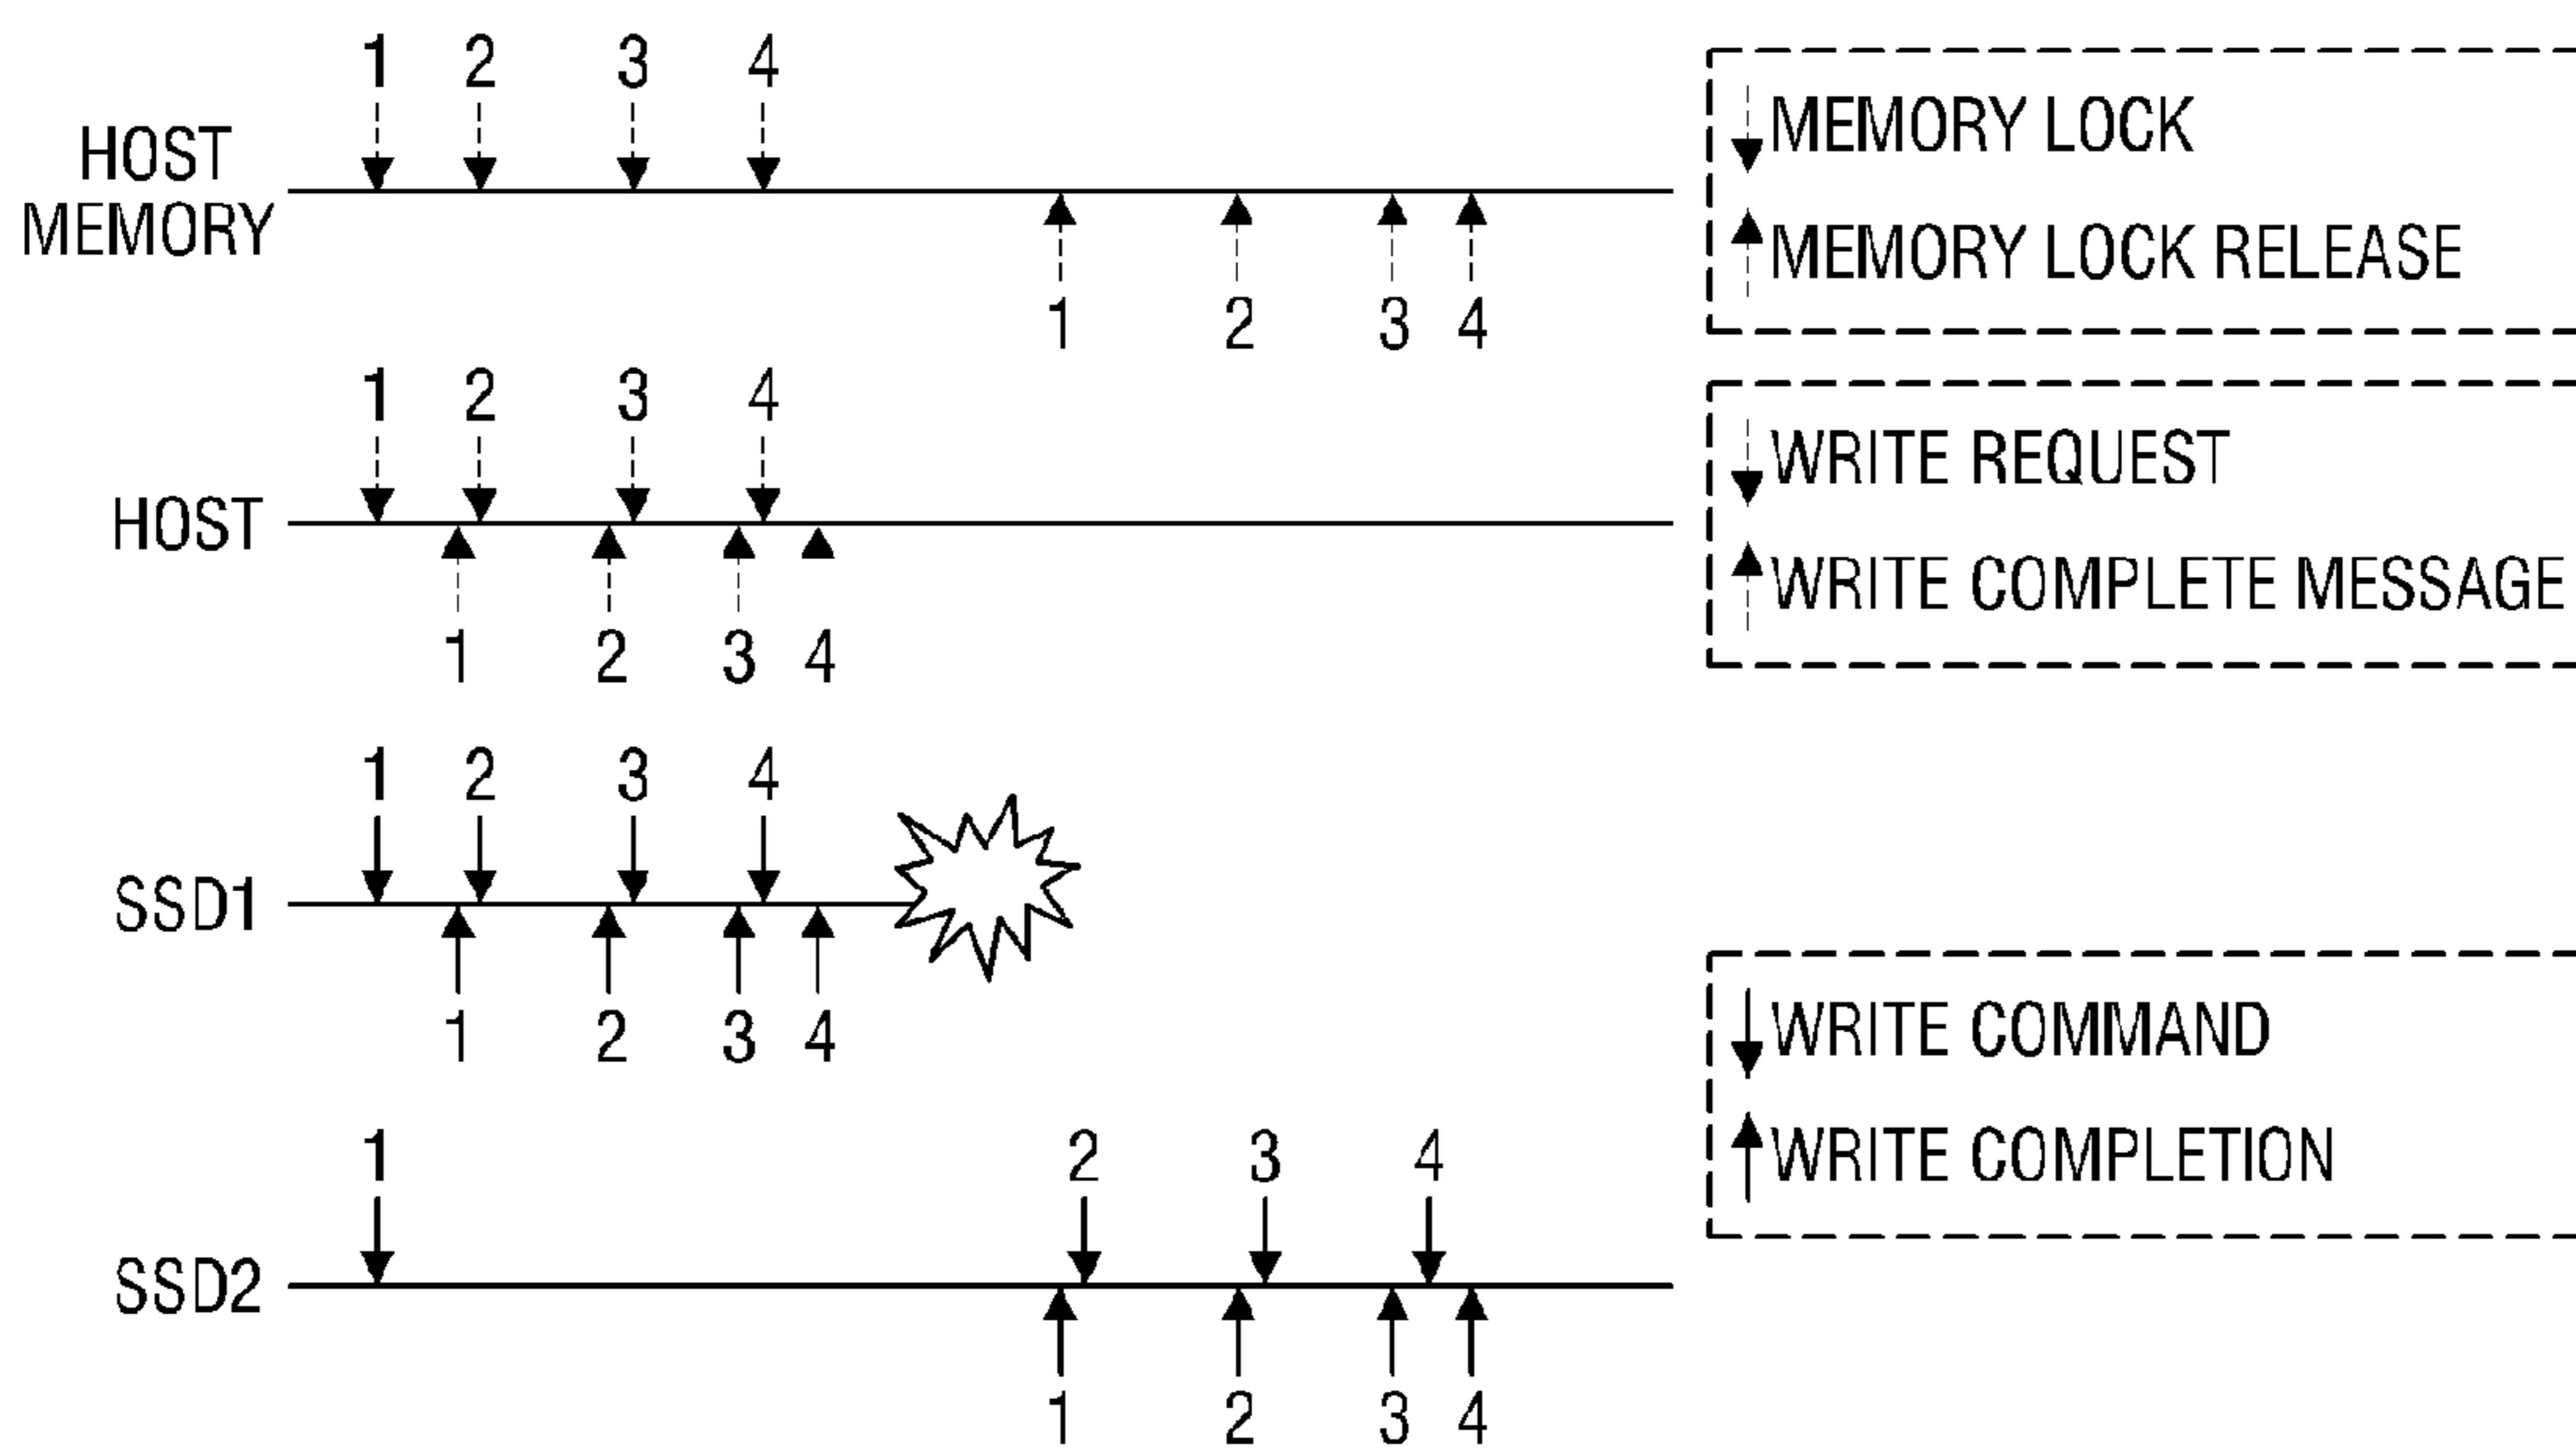 1 2 3 4
HOST
MEMORY
1 2 3 4
MEMORY LOCK
MEMORY LOCK RELEASE
1 2 3 4
HOST
1 2 3 4
WRITE REQUEST
WRITE COMPLETE MESSAGE
1 2 3 4
SSD1
1 2 3 4
WRITE COMMAND
WRITE COMPLETION
1 2 3 4
SSD2
1 2 3 4